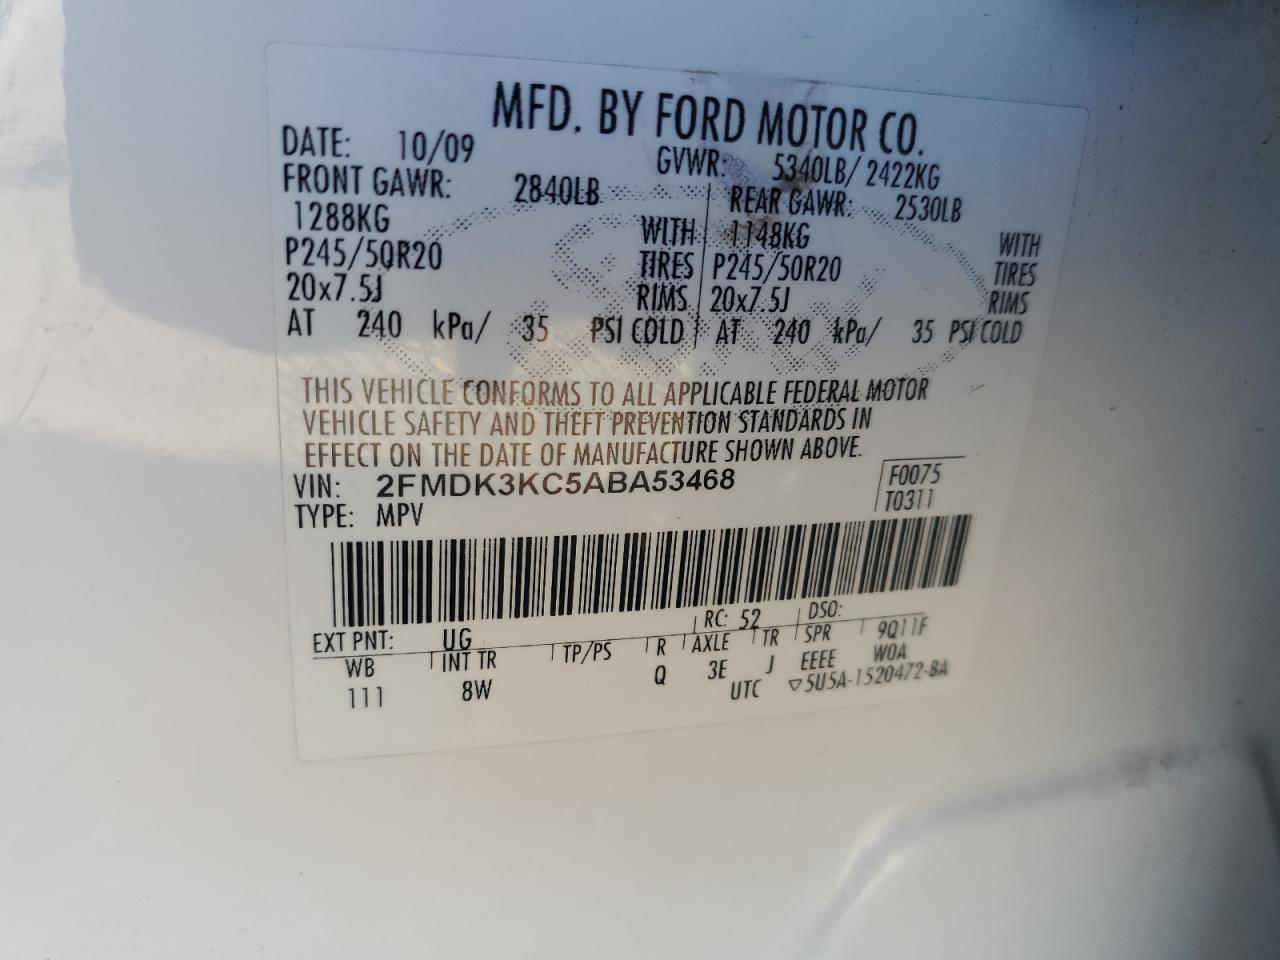 MFD. BY FORD MOTOR CO.
DATE: 10/09 GVWR: 5340LB/ 2422KG
FRONT GAWR: 2840LB REAR GAWR: 2530LB
1288KG WITH 1148KG WITH
P245/50R20 TIRES P245/50R20 TIRES
20x7.5J RIMS 20x7.5J RIMS
AT 240 kPa/ 35 PSI COLD AT 240 kPa/ 35 PSI COLD
THIS VEHICLE CONFORMS TO ALL APPLICABLE FEDERAL MOTOR
VEHICLE SAFETY AND THEFT PREVENTION STANDARDS IN
EFFECT ON THE DATE OF MANUFACTURE SHOWN ABOVE.
VIN: 2FMDK3KC5ABA53468 F0075
TYPE: MPV T0311
EXT PNT: UG RC: 52 DSO:
WB INT TR TP/PS R AXLE TR SPR 9Q11F
111 8W Q 3E J EEEE W0A
UTC ▽5U5A-1520472-BA